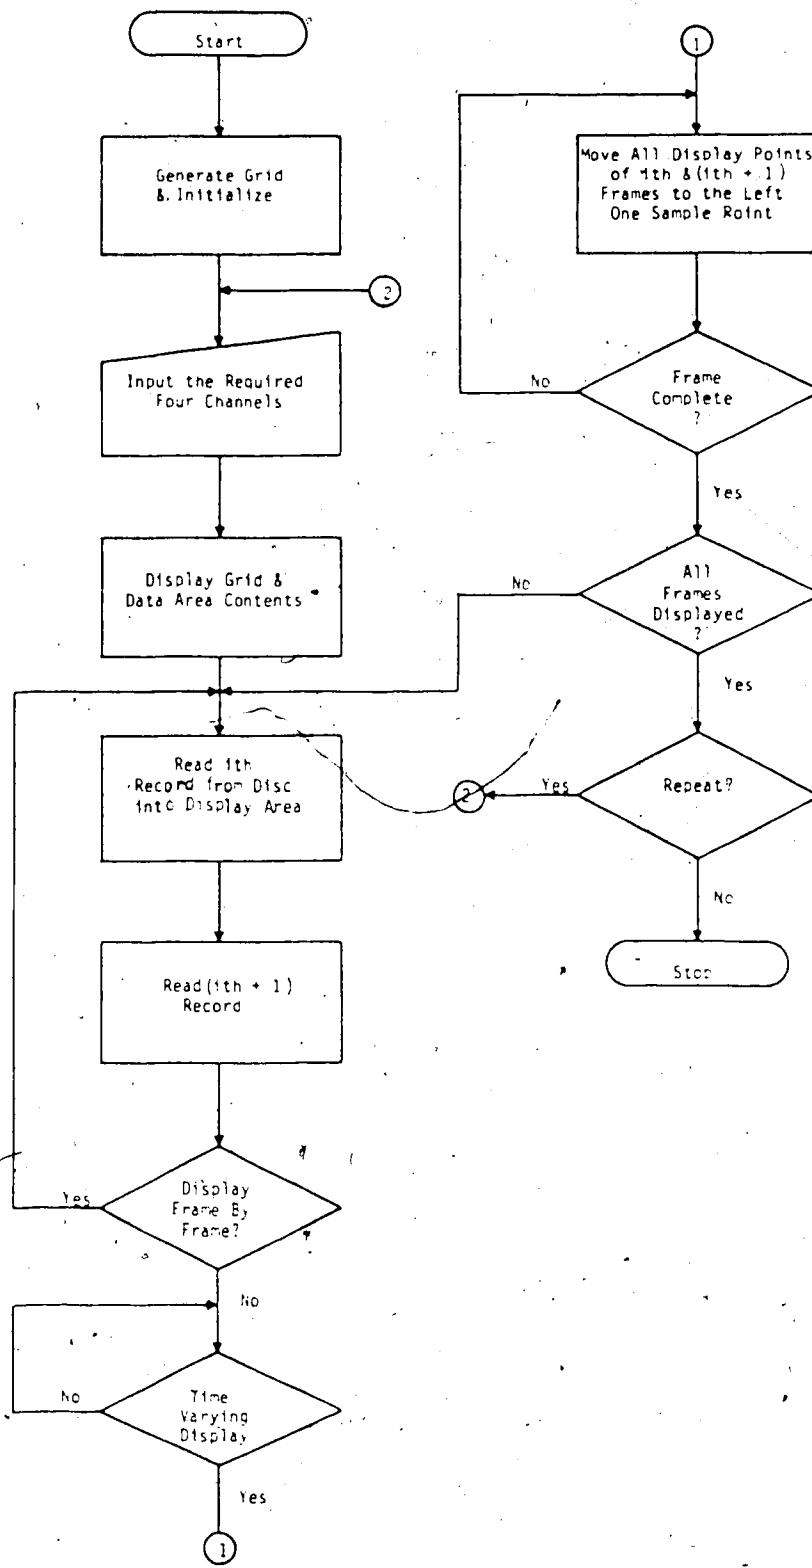 Start
Generate Grid
& Initialize
2
Input the Required
Four Channels
Display Grid &
Data Area Contents
Read ith
Record from Disc
into Display Area
Read (ith + 1)
Record
Display
Frame By
Frame?
Yes
No
Time
Varying
Display
No
Yes
1
1
Move All Display Points
of ith & (ith + 1)
Frames to the Left
One Sample Point
Frame
Complete
?
No
Yes
All
Frames
Displayed
?
No
Yes
Repeat?
Yes
2
No
Stop